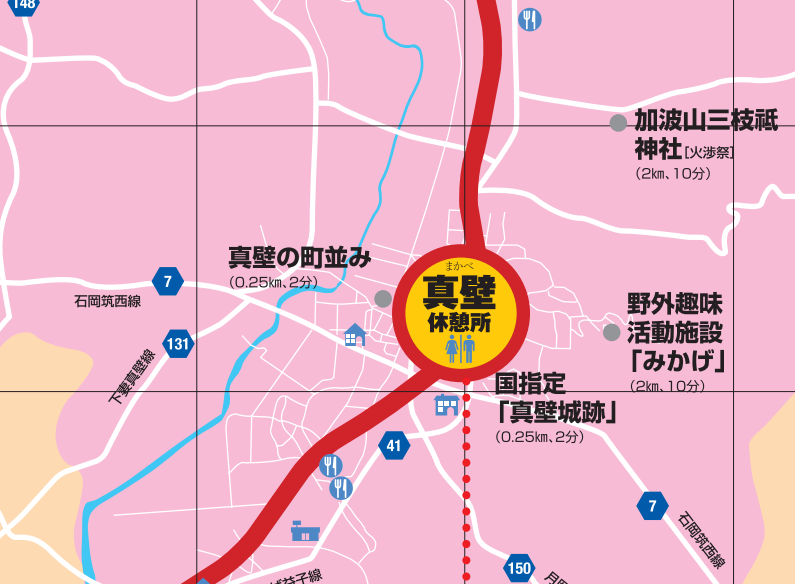 148
加波山三枝祇
神社[火渉祭]
(2km、10分)
真壁の町並み
(0.25km、2分)
まかべ
真壁
休憩所
7
石岡筑西線
131
下妻真壁線
野外趣味
活動施設
「みかげ」
(2km、10分)
国指定
「真壁城跡」
(0.25km、2分)
41
7
石岡筑西線
150
益子線